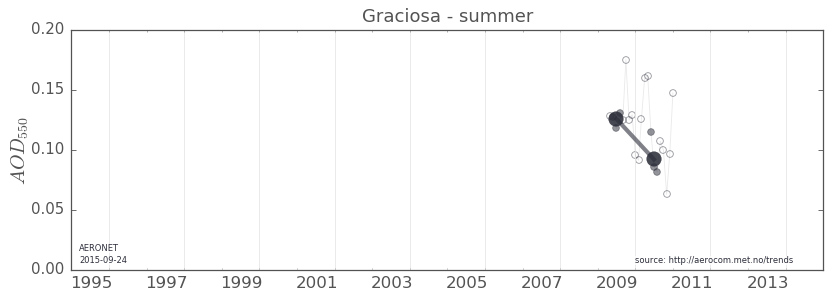 Graciosa - summer
0.20
0.15
0.10
0.05
0.00
AOD550
AERONET
2015-09-24
source: http://aerocom.met.no/trends
1995 1997 1999 2001 2003 2005 2007 2009 2011 2013